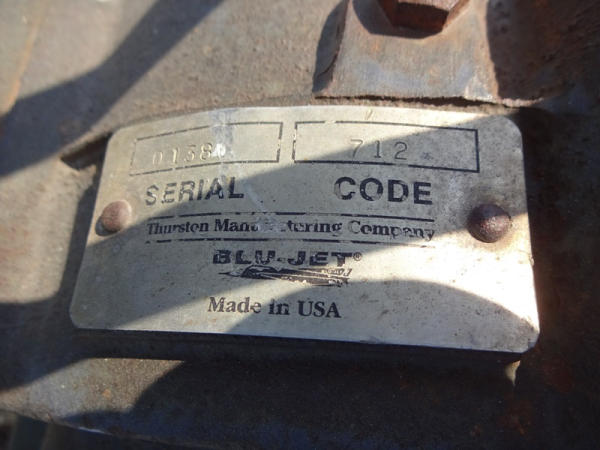 712
SERIAL CODE
Thurston Manufacturing Company
BLU-JET®
Made in USA